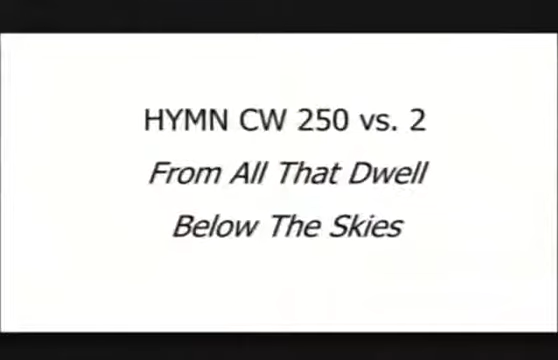 HYMN CW 250 vs. 2
From All That Dwell
Below The Skies